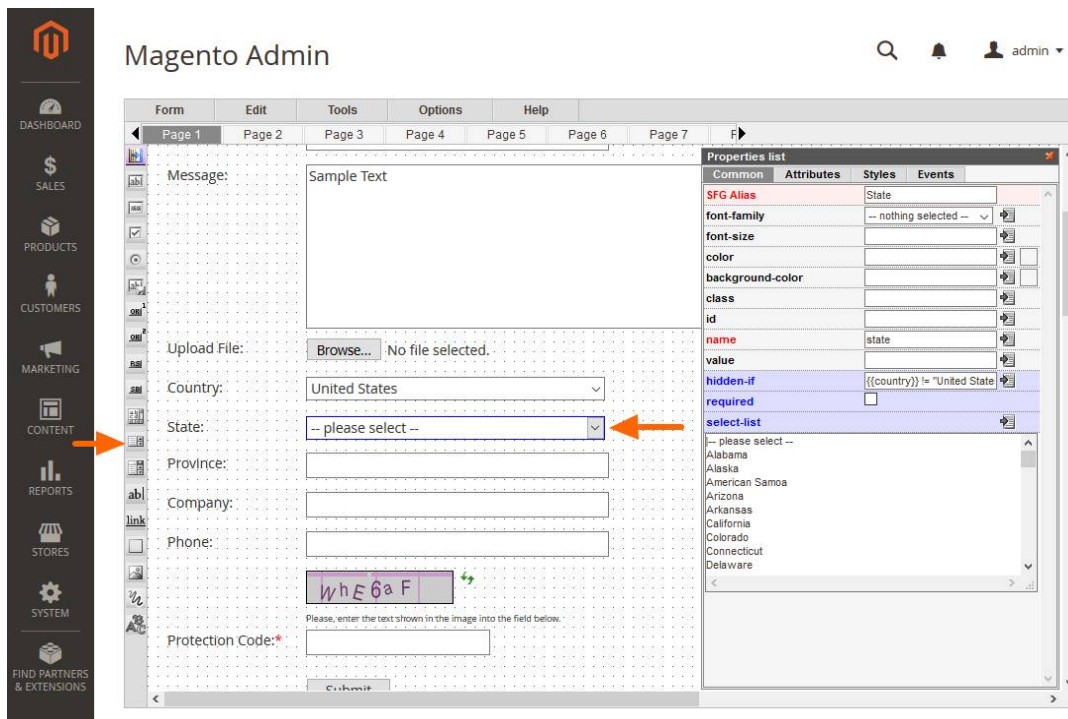 Magento Admin
admin
DASHBOARD
SALES
PRODUCTS
CUSTOMERS
MARKETING
CONTENT
REPORTS
STORES
SYSTEM
FIND PARTNERS
& EXTENSIONS
Form Edit Tools Options Help
Page 1 Page 2 Page 3 Page 4 Page 5 Page 6 Page 7
Message:
Sample Text
Upload File:
Browse... No file selected.
Country:
United States
State:
-- please select --
Province:
Company:
Phone:
WhE6aF
Please, enter the text shown in the image into the field below.
Protection Code:*
Submit
ab|
link
Properties list
Common Attributes Styles Events
SFG Alias State
font-family -- nothing selected --
font-size
color
background-color
class
id
name state
value
hidden-if {{country}} != "United State
required
select-list
-- please select --
Alabama
Alaska
American Samoa
Arizona
Arkansas
California
Colorado
Connecticut
Delaware